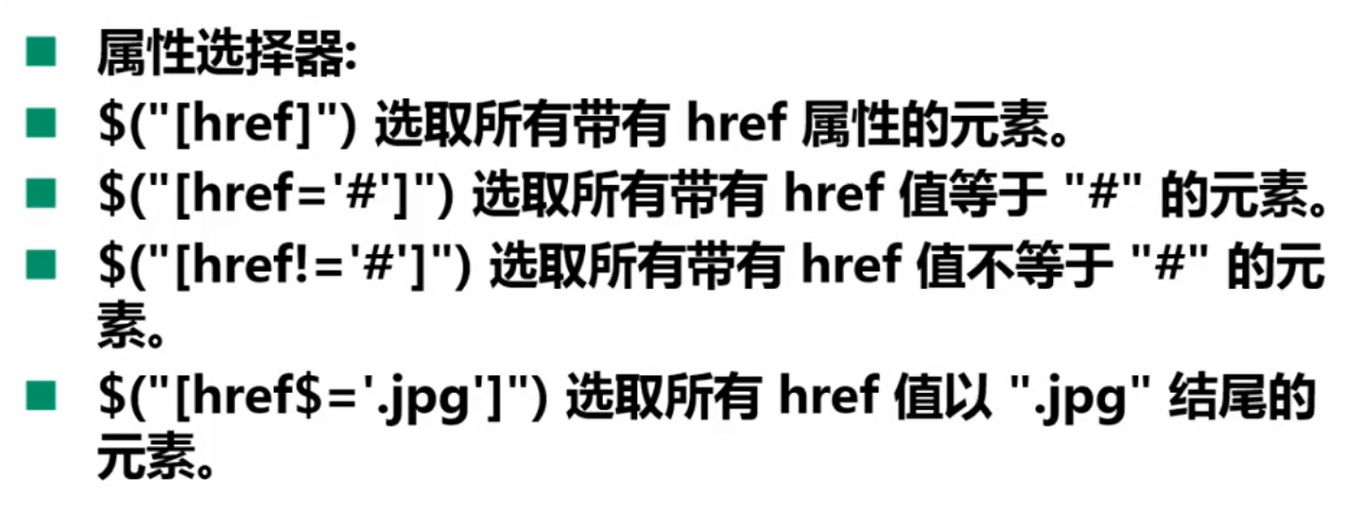 属性选择器:
$("[href]") 选取所有带有 href 属性的元素。
$("[href='#']") 选取所有带有 href 值等于 "#" 的元素。
$("[href!='#']") 选取所有带有 href 值不等于 "#" 的元
素。
$("[href$='.jpg']") 选取所有 href 值以 ".jpg" 结尾的
元素。